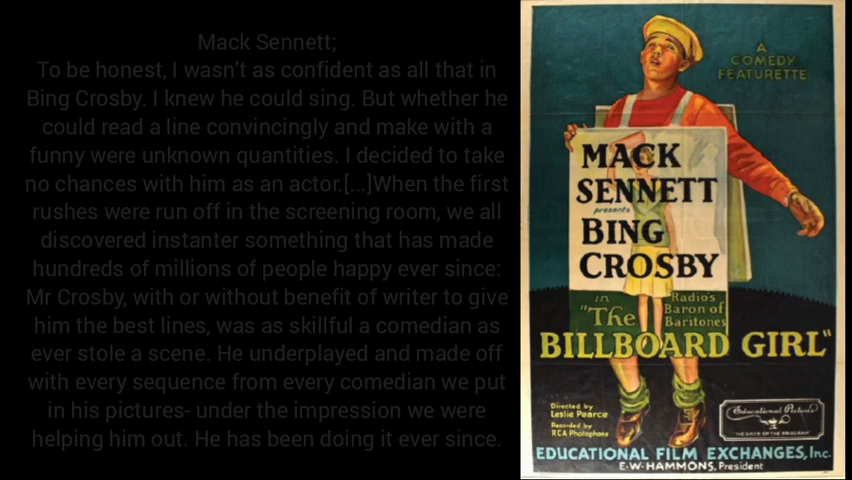 Mack Sennett;
To be honest, I wasn't as confident as all that in
Bing Crosby. I knew he could sing. But whether he
could read a line convincingly and make with a
funny were unknown quantities. I decided to take
no chances with him as an actor.[...]When the first
rushes were run off in the screening room, we all
discovered instanter something that has made
hundreds of millions of people happy ever since:
Mr Crosby, with or without benefit of writer to give
him the best lines, was as skillful a comedian as
ever stole a scene. He underplayed and made off
with every sequence from every comedian we put
in his pictures- under the impression we were
helping him out. He has been doing it ever since.
A
COMEDY
FEATURETTE
MACK
SENNETT
presents
BING
CROSBY
in
Radio's
Baron of
Baritones
"The
BILLBOARD GIRL"
Directed by
Leslie Pearce
Recorded by
RCA Photophone
Educational Pictures
"THE SPICE OF THE PROGRAM"
EDUCATIONAL FILM EXCHANGES, Inc.
E·W·HAMMONS, President